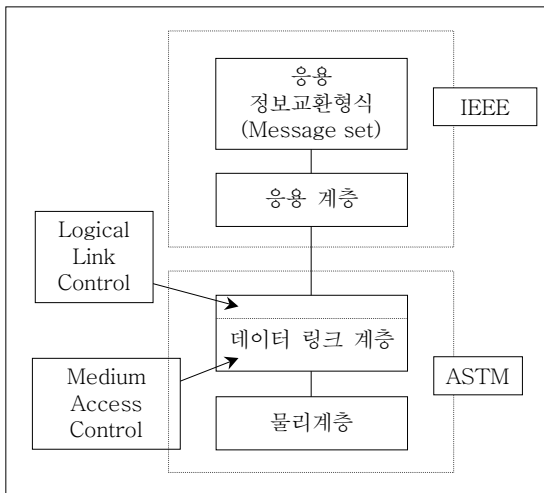 응용
정보교환형식
(Message set)
IEEE
응용 계층
Logical
Link
Control
데이터 링크 계층
Medium
Access
Control
ASTM
물리계층